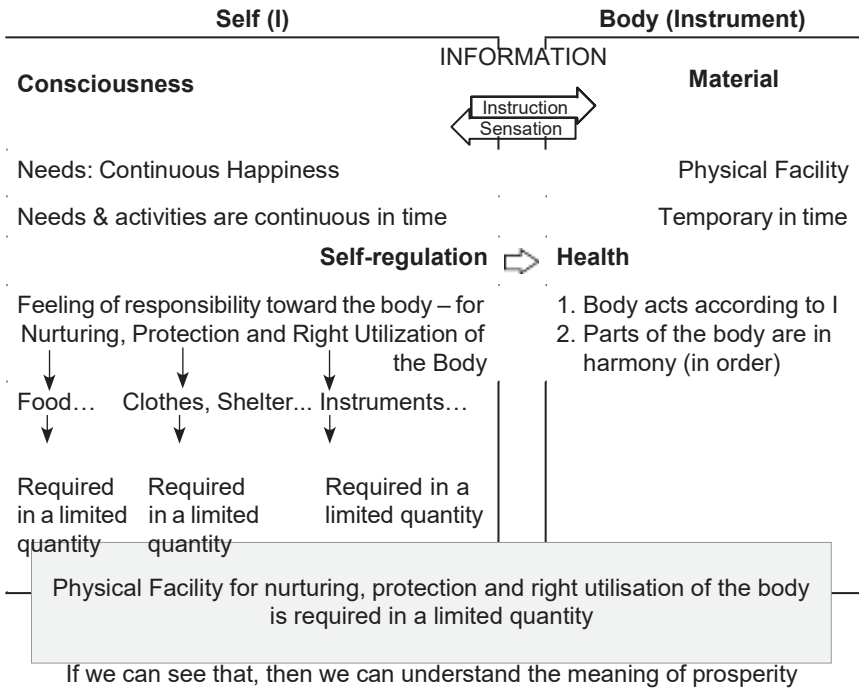 Self (I) Body (Instrument)
INFORMATION
Consciousness Material
Instruction
Sensation
Needs: Continuous Happiness Physical Facility
Needs & activities are continuous in time Temporary in time
Self-regulation Health
Feeling of responsibility toward the body – for
Nurturing, Protection and Right Utilization of
the Body
1. Body acts according to I
2. Parts of the body are in
harmony (in order)
Food… Clothes, Shelter... Instruments…
Required
in a limited
quantity
Required
in a limited
quantity
Required in a
limited quantity
Physical Facility for nurturing, protection and right utilisation of the body
is required in a limited quantity
If we can see that, then we can understand the meaning of prosperity